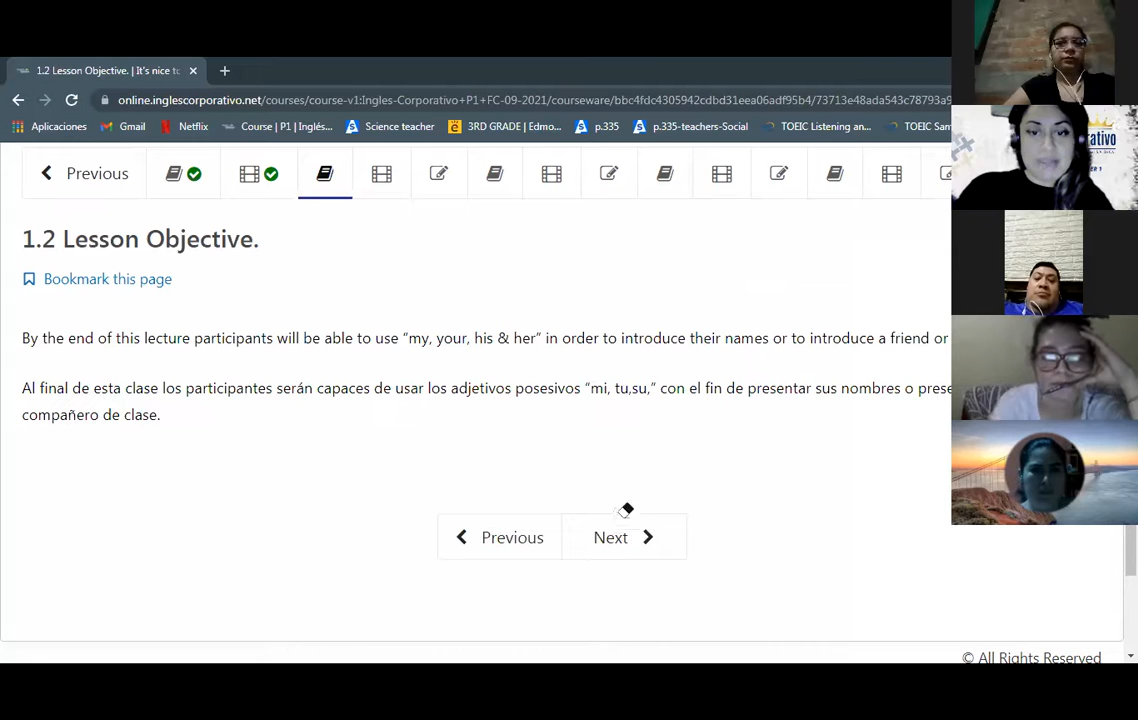 1.2 Lesson Objective. | It's nice to
online.inglescorporativo.net/courses/course-v1:Ingles-Corporativo+P1+FC-09-2021/courseware/bbc4fdc4305942cdbd31eea06adf95b4/73713e48ada543c78793a9
Aplicaciones Gmail Netflix Course | P1 | Inglés... Science teacher 3RD GRADE | Edmo... p.335 p.335-teachers-Social TOEIC Listening an... TOEIC Sam
Previous
1.2 Lesson Objective.
Bookmark this page
By the end of this lecture participants will be able to use "my, your, his & her" in order to introduce their names or to introduce a friend or
Al final de esta clase los participantes serán capaces de usar los adjetivos posesivos "mi, tu,su," con el fin de presentar sus nombres o prese
compañero de clase.
Previous Next
© All Rights Reserved